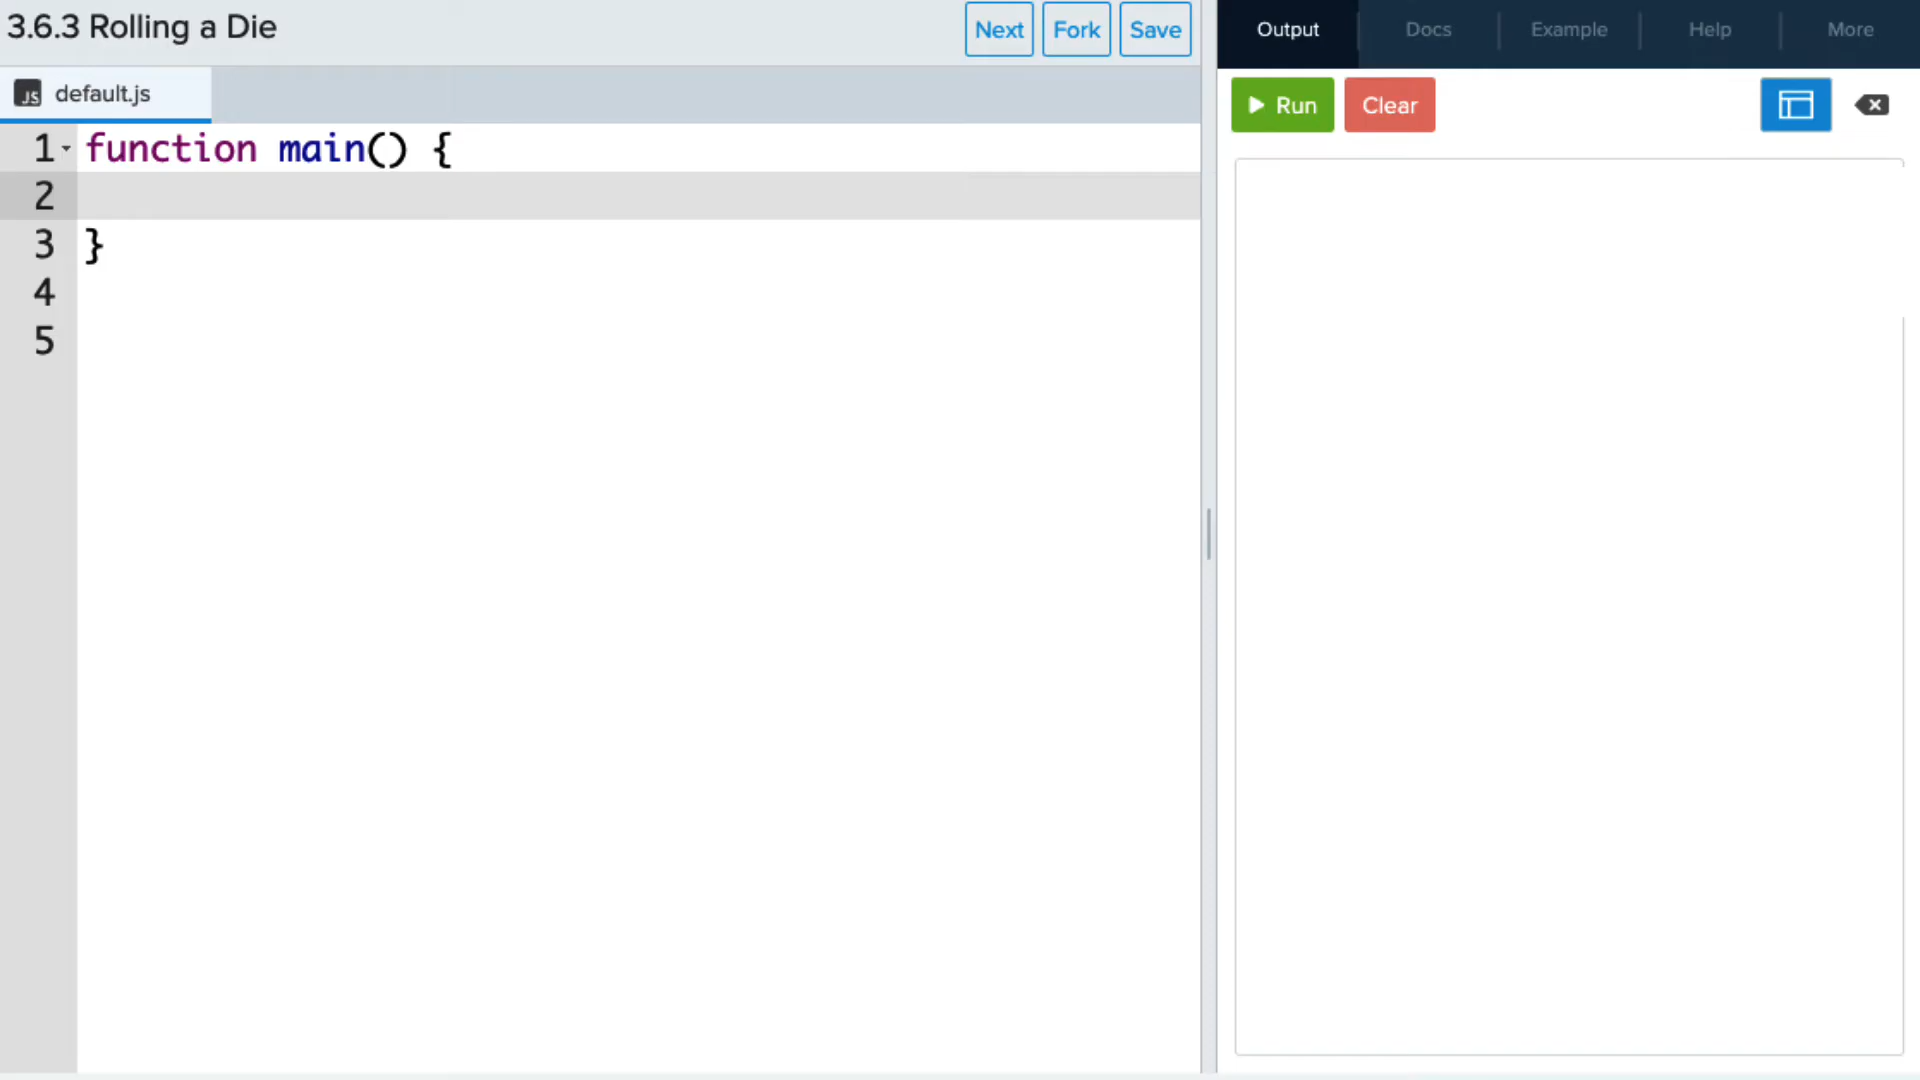 3.6.3 Rolling a Die
Next
Fork
Save
Output
Docs
Example
Help
More
JS default.js
Run
Clear
1 function main() {
2
3 }
4
5